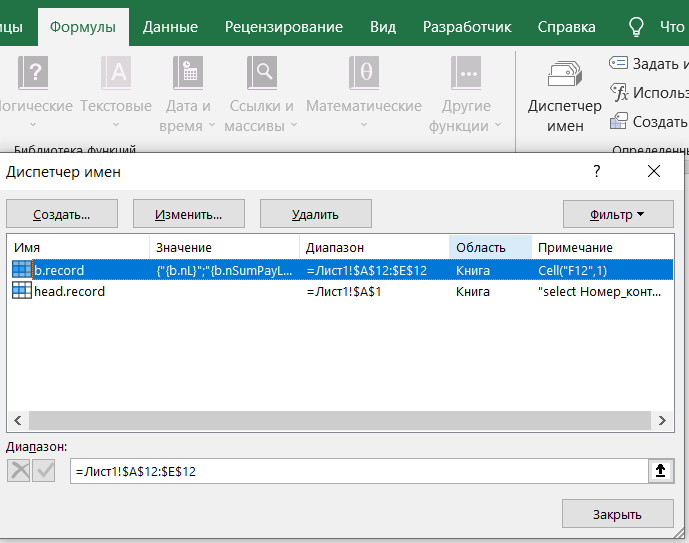 ицы Формулы Данные Рецензирование Вид Разработчик Справка Что
огические Текстовые Дата и время Ссылки и массивы Математические Другие функции Диспетчер имен
Задать и
Использ
Создать
Библиотека функций Определенны
Диспетчер имен ?
Создать... Изменить... Удалить Фильтр
Имя Значение Диапазон Область Примечание
b.record {"{b.nL}";"{b.nSumPayL... =Лист1!$A$12:$E$12 Книга Cell("F12",1)
head.record =Лист1!$A$1 Книга "select Номер_конт...
Диапазон:
=Лист1!$A$12:$E$12
Закрыть